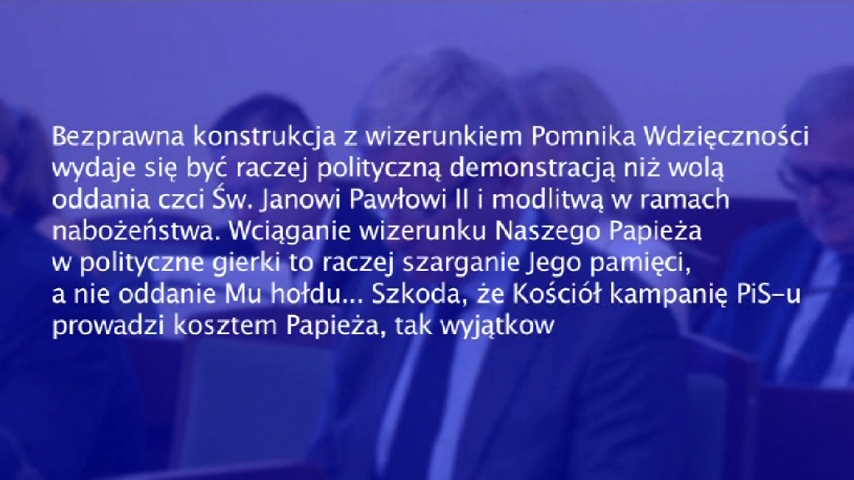 Bezprawna konstrukcja z wizerunkiem Pomnika Wdzięczności
wydaje się być raczej polityczną demonstracją niż wolą
oddania czci Św. Janowi Pawłowi II i modlitwą w ramach
nabożeństwa. Wciąganie wizerunku Naszego Papieża
w polityczne gierki to raczej szarganie Jego pamięci,
a nie oddanie Mu hołdu... Szkoda, że Kościół kampanię PiS-u
prowadzi kosztem Papieża, tak wyjątkow